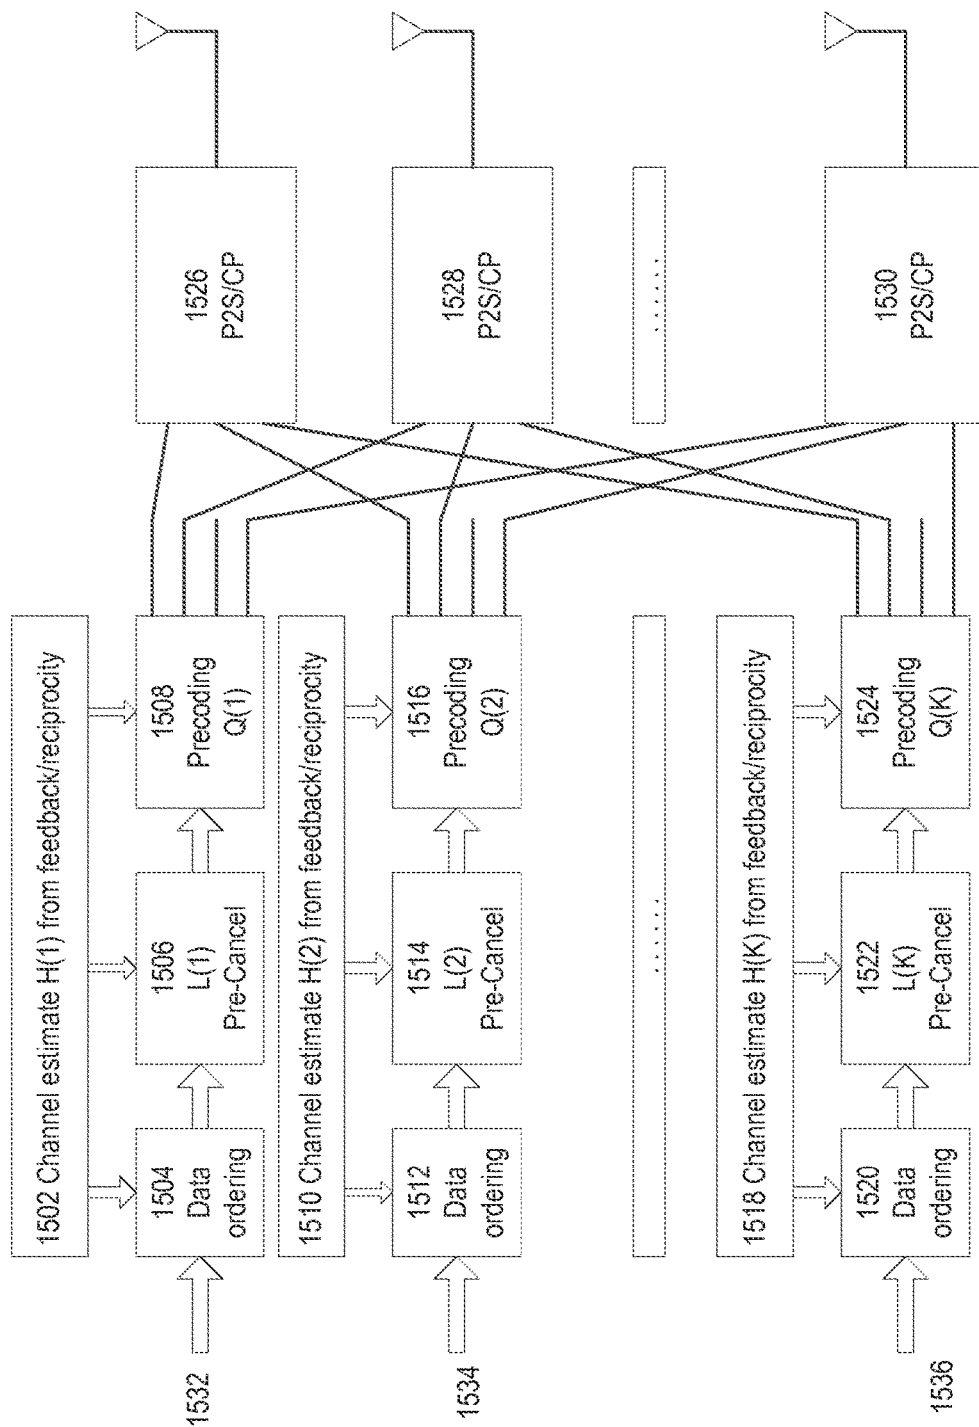 1502 Channel estimate H(1) from feedback/reciprocity
1532
1504
Data
ordering
1506
L(1)
Pre-Cancel
1508
Precoding
Q(1)
1526
P2S/CP
1510 Channel estimate H(2) from feedback/reciprocity
1534
1512
Data
ordering
1514
L(2)
Pre-Cancel
1516
Precoding
Q(2)
1528
P2S/CP
......
......
1518 Channel estimate H(K) from feedback/reciprocity
1536
1520
Data
ordering
1522
L(K)
Pre-Cancel
1524
Precoding
Q(K)
1530
P2S/CP